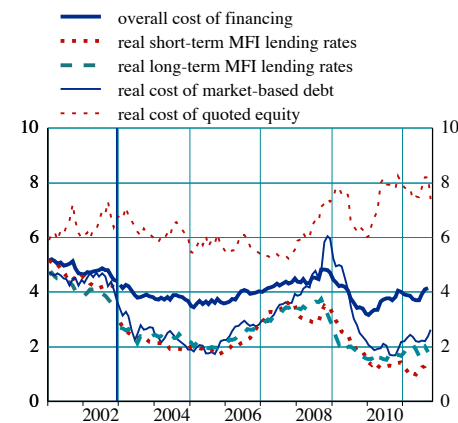 overall cost of financing
real short-term MFI lending rates
real long-term MFI lending rates
real cost of market-based debt
real cost of quoted equity
10 10
8 8
6 6
4 4
2 2
0 0
2002 2004 2006 2008 2010